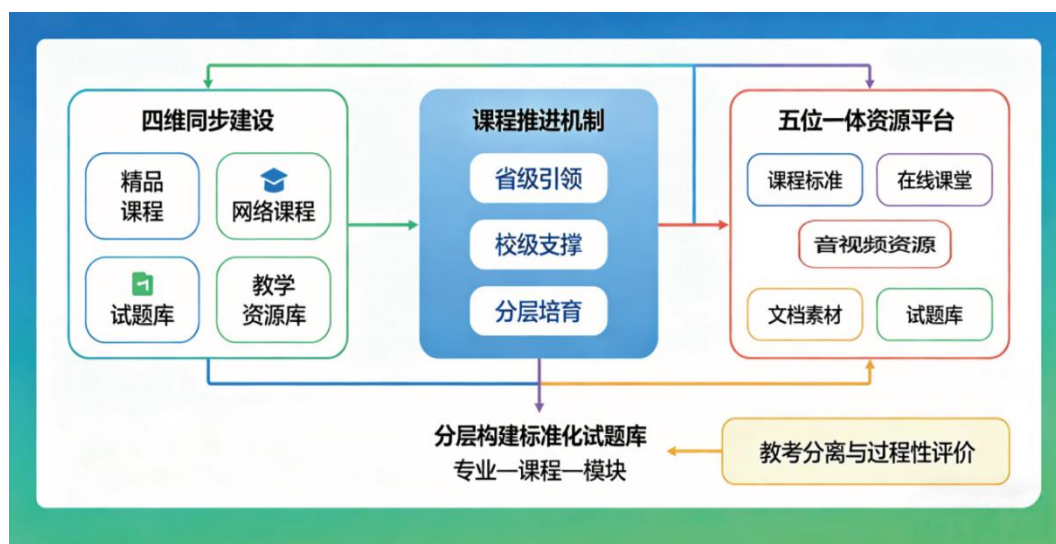 四维同步建设
精品
课程
网络课程
试题库
教学
资源库
课程推进机制
省级引领
校级支撑
分层培育
五位一体资源平台
课程标准
在线课堂
音视频资源
文档素材
试题库
分层构建标准化试题库
专业—课程—模块
教考分离与过程性评价